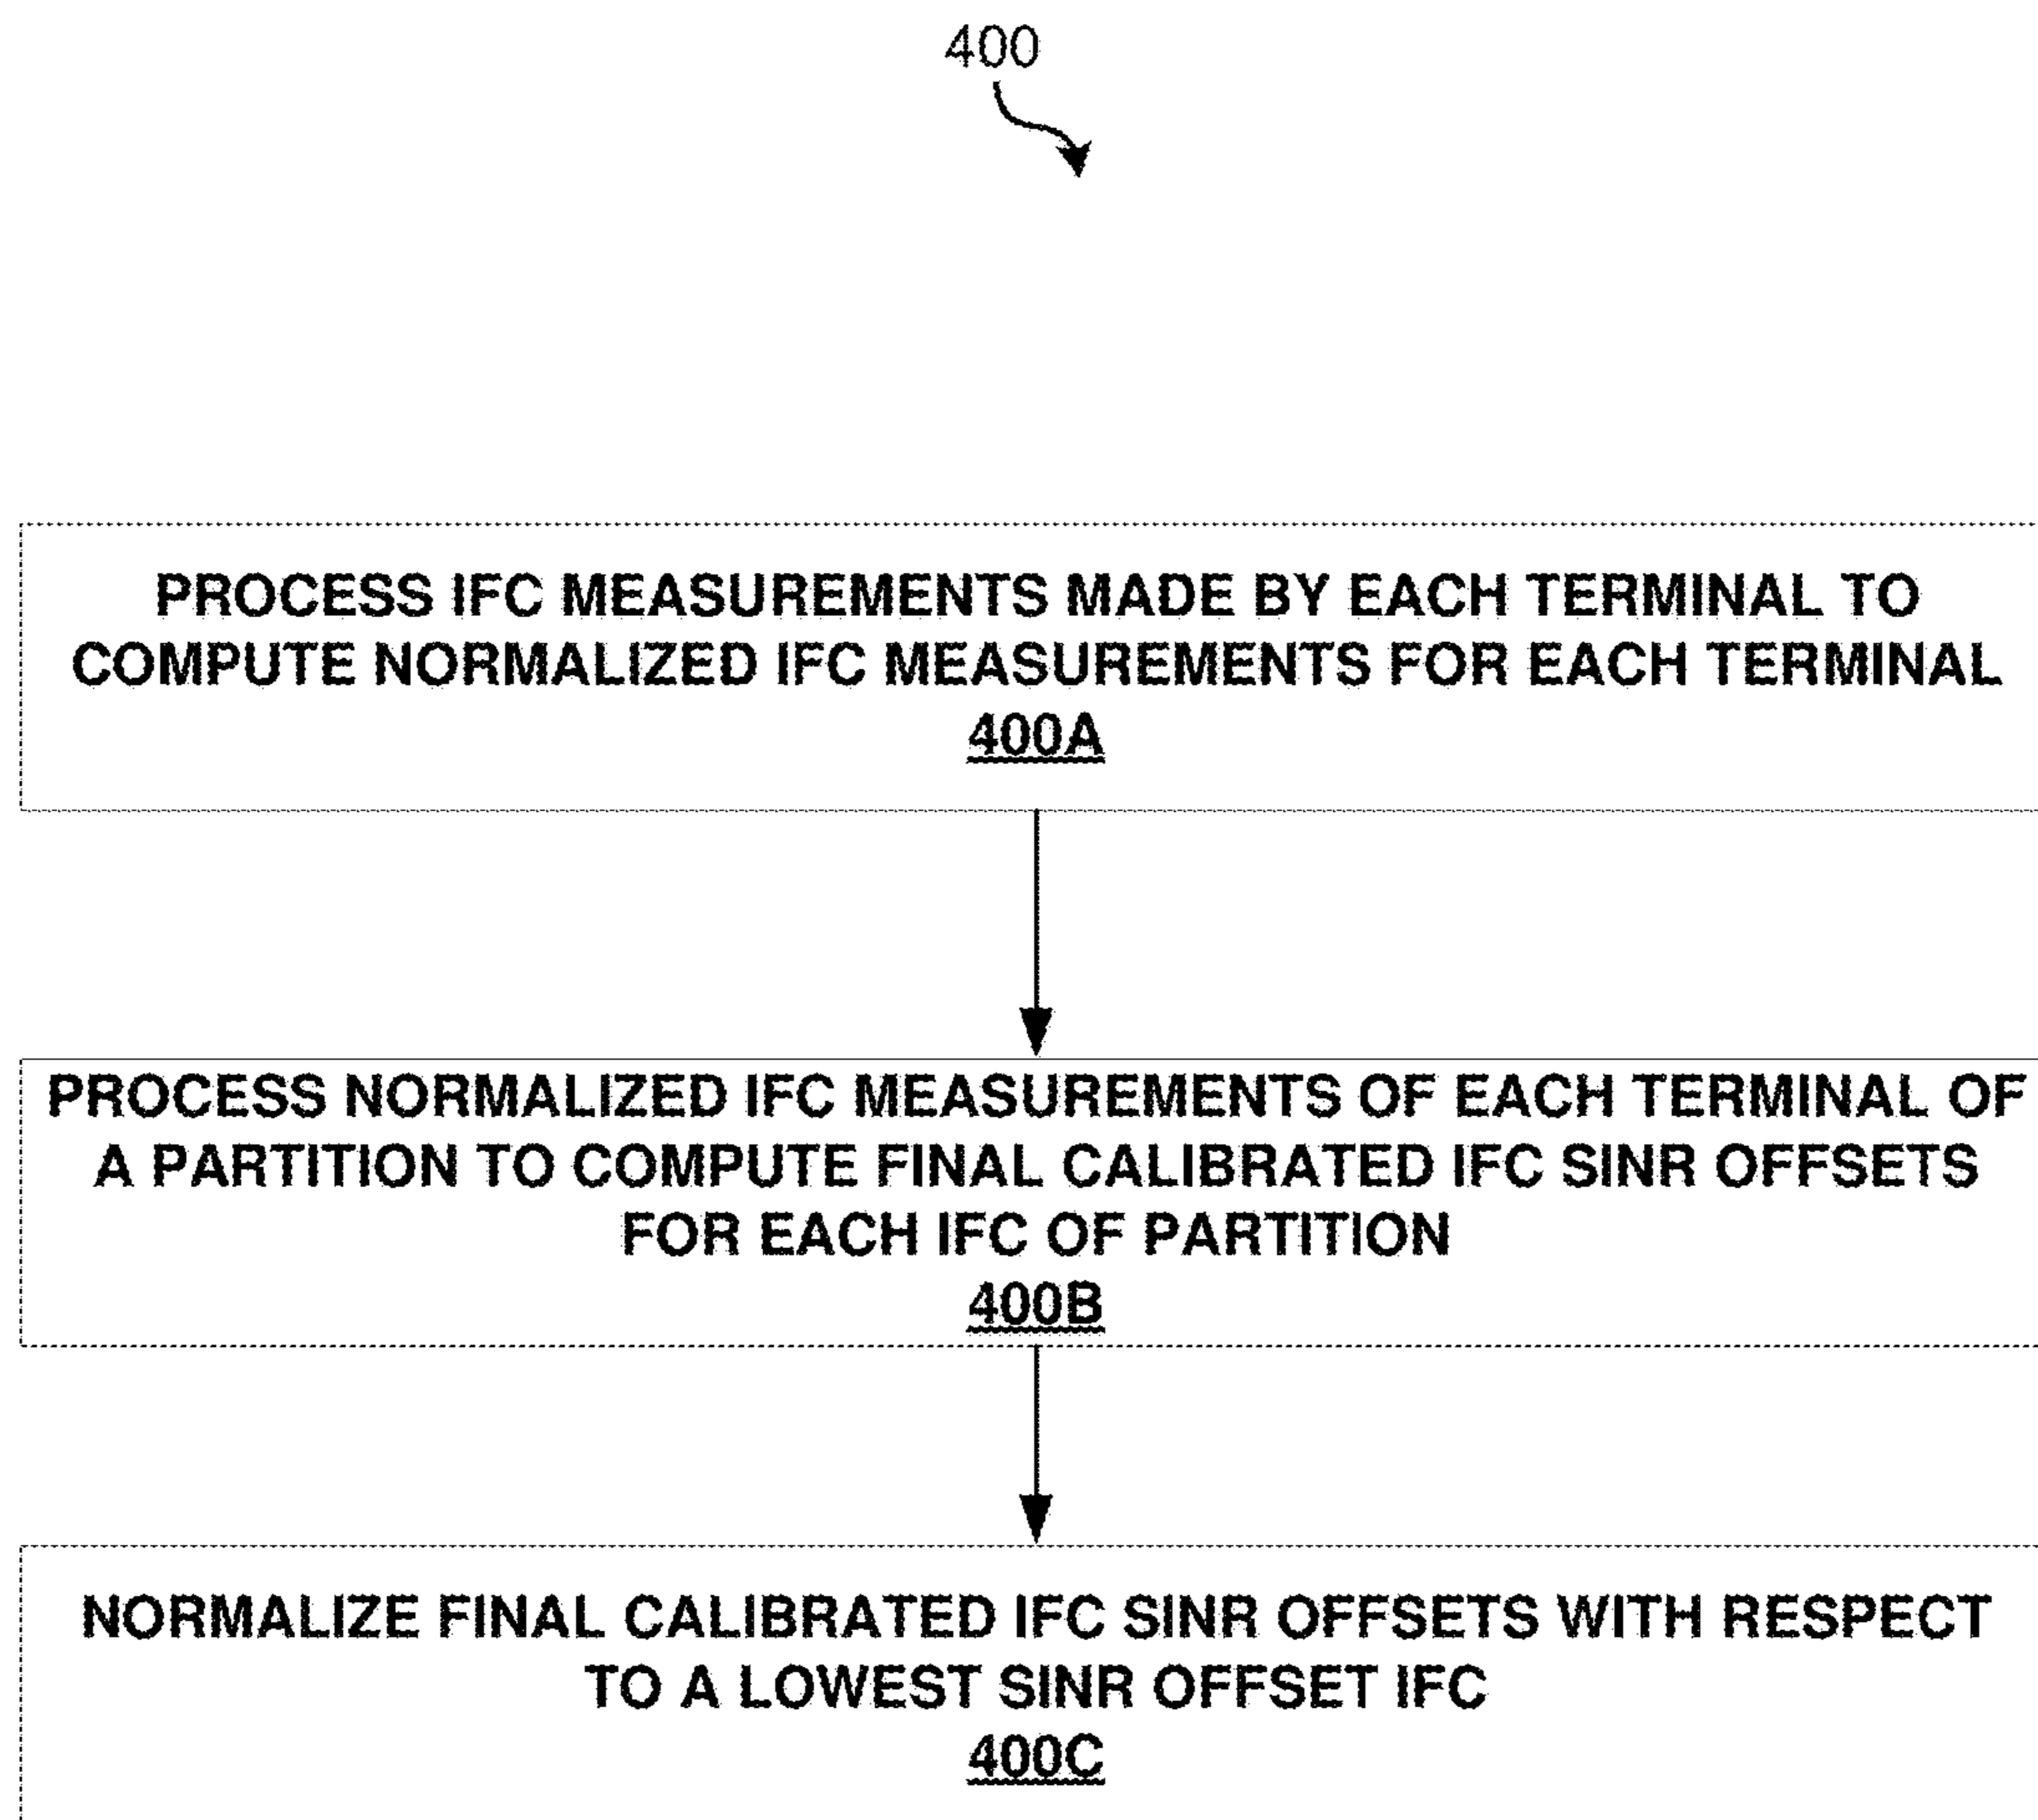 400
PROCESS IFC MEASUREMENTS MADE BY EACH TERMINAL TO
COMPUTE NORMALIZED IFC MEASUREMENTS FOR EACH TERMINAL
400A
PROCESS NORMALIZED IFC MEASUREMENTS OF EACH TERMINAL OF
A PARTITION TO COMPUTE FINAL CALIBRATED IFC SINR OFFSETS
FOR EACH IFC OF PARTITION
400B
NORMALIZE FINAL CALIBRATED IFC SINR OFFSETS WITH RESPECT
TO A LOWEST SINR OFFSET IFC
400C